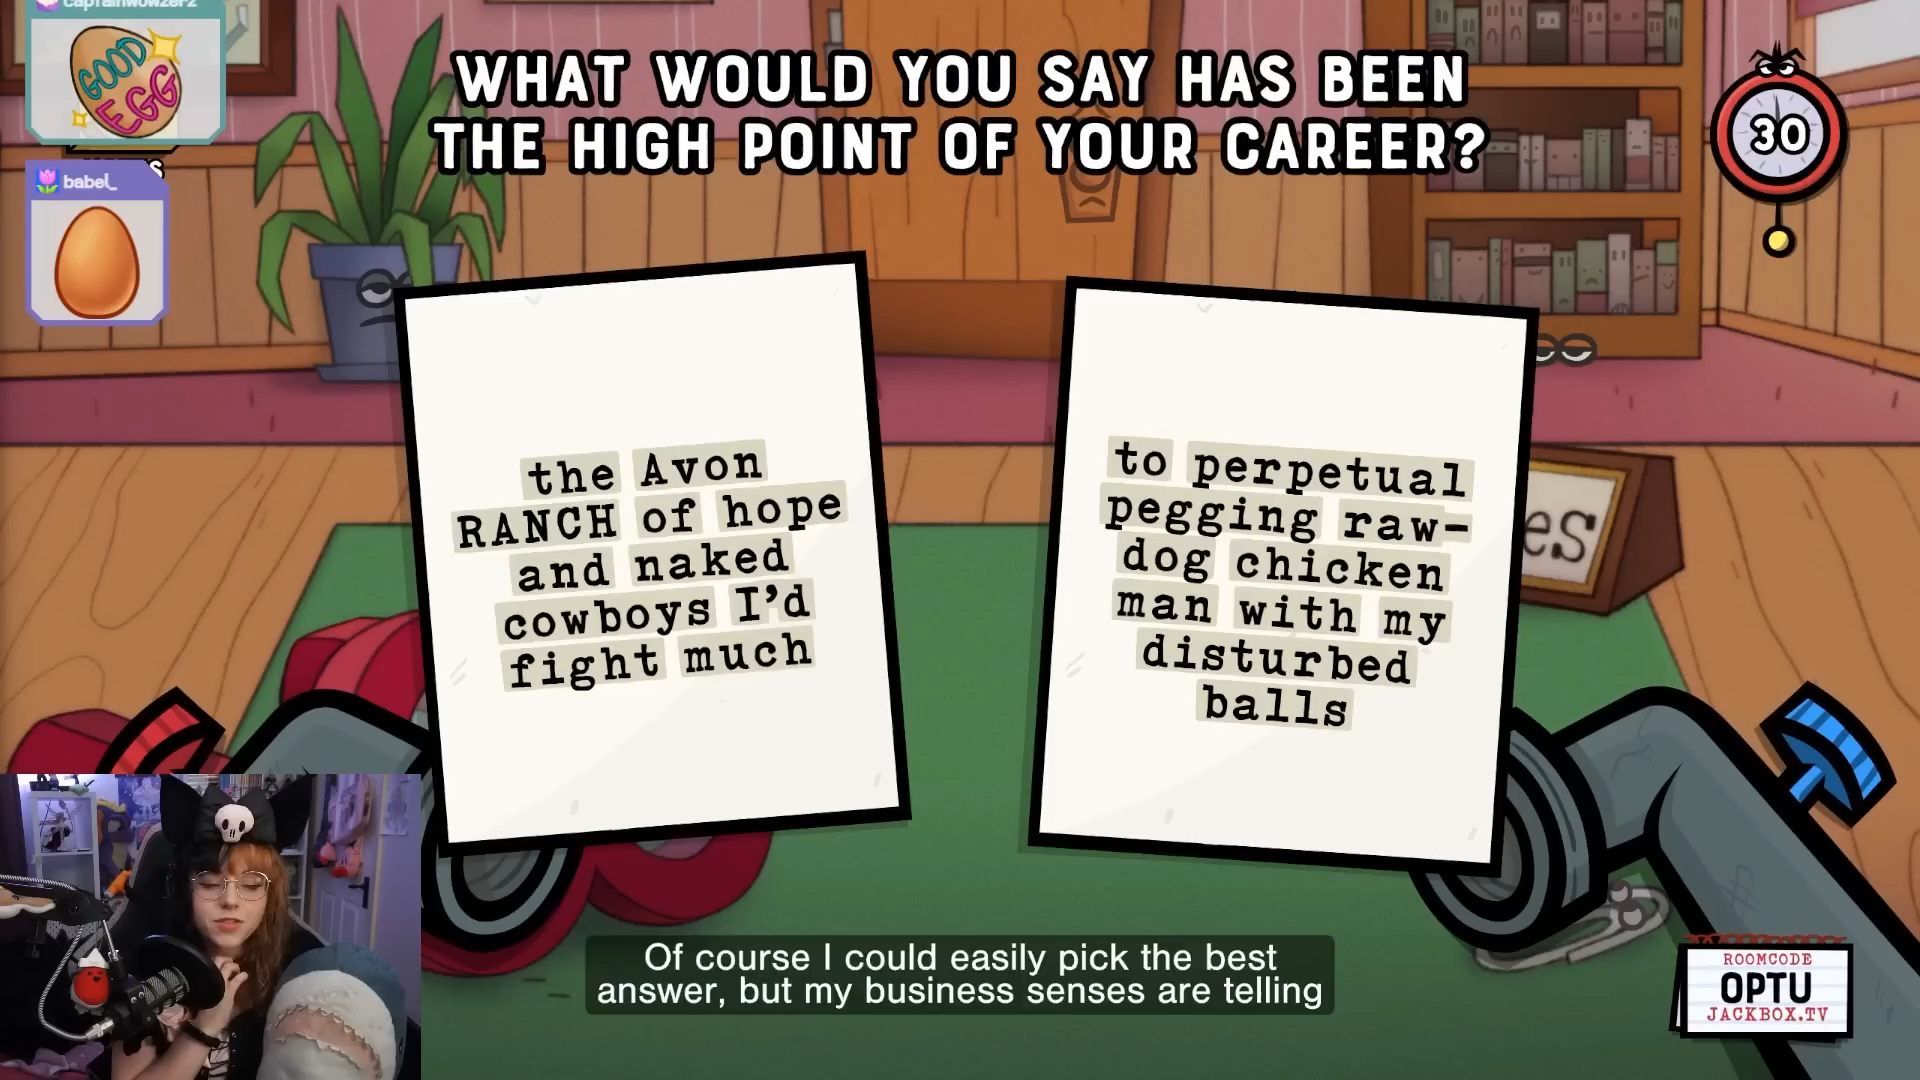 captainwowzerz
GOOD
EGG
babel_
WHAT WOULD YOU SAY HAS BEEN
THE HIGH POINT OF YOUR CAREER?
30
the Avon
RANCH of hope
and naked
cowboys I'd
fight much
to perpetual
pegging raw-
dog chicken
man with my
disturbed
balls
es
Of course I could easily pick the best
answer, but my business senses are telling
ROOMCODE
OPTU
JACKBOX.TV